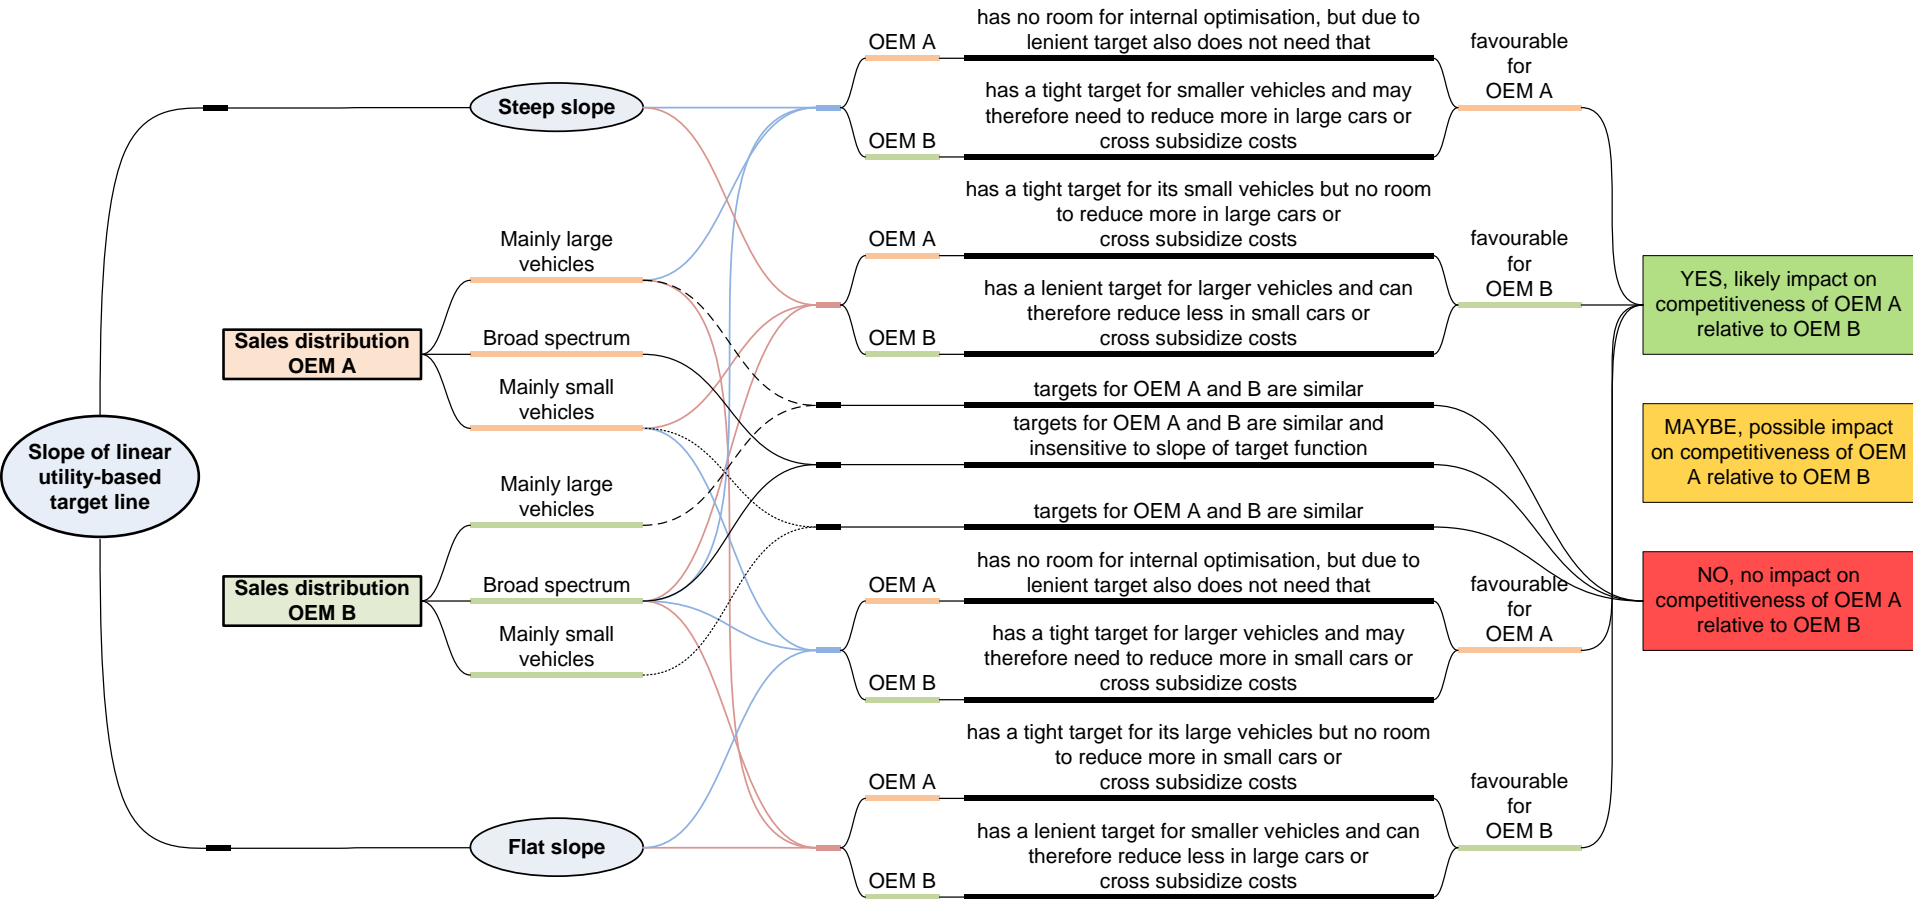 Slope of linear
utility-based
target line
Steep slope
Sales distribution
OEM A
Mainly large
vehicles
Broad spectrum
Mainly small
vehicles
Sales distribution
OEM B
Mainly large
vehicles
Broad spectrum
Mainly small
vehicles
Flat slope
OEM A
has no room for internal optimisation, but due to
lenient target also does not need that
OEM B
has a tight target for smaller vehicles and may
therefore need to reduce more in large cars or
cross subsidize costs
favourable
for
OEM A
OEM A
has a tight target for its small vehicles but no room
to reduce more in large cars or
cross subsidize costs
OEM B
has a lenient target for larger vehicles and can
therefore reduce less in small cars or
cross subsidize costs
favourable
for
OEM B
targets for OEM A and B are similar
targets for OEM A and B are similar and
insensitive to slope of target function
targets for OEM A and B are similar
OEM A
has no room for internal optimisation, but due to
lenient target also does not need that
OEM B
has a tight target for larger vehicles and may
therefore need to reduce more in small cars or
cross subsidize costs
favourable
for
OEM A
OEM A
has a tight target for its large vehicles but no room
to reduce more in small cars or
cross subsidize costs
OEM B
has a lenient target for smaller vehicles and can
therefore reduce less in large cars or
cross subsidize costs
favourable
for
OEM B
YES, likely impact on
competitiveness of OEM A
relative to OEM B
MAYBE, possible impact
on competitiveness of OEM
A relative to OEM B
NO, no impact on
competitiveness of OEM A
relative to OEM B